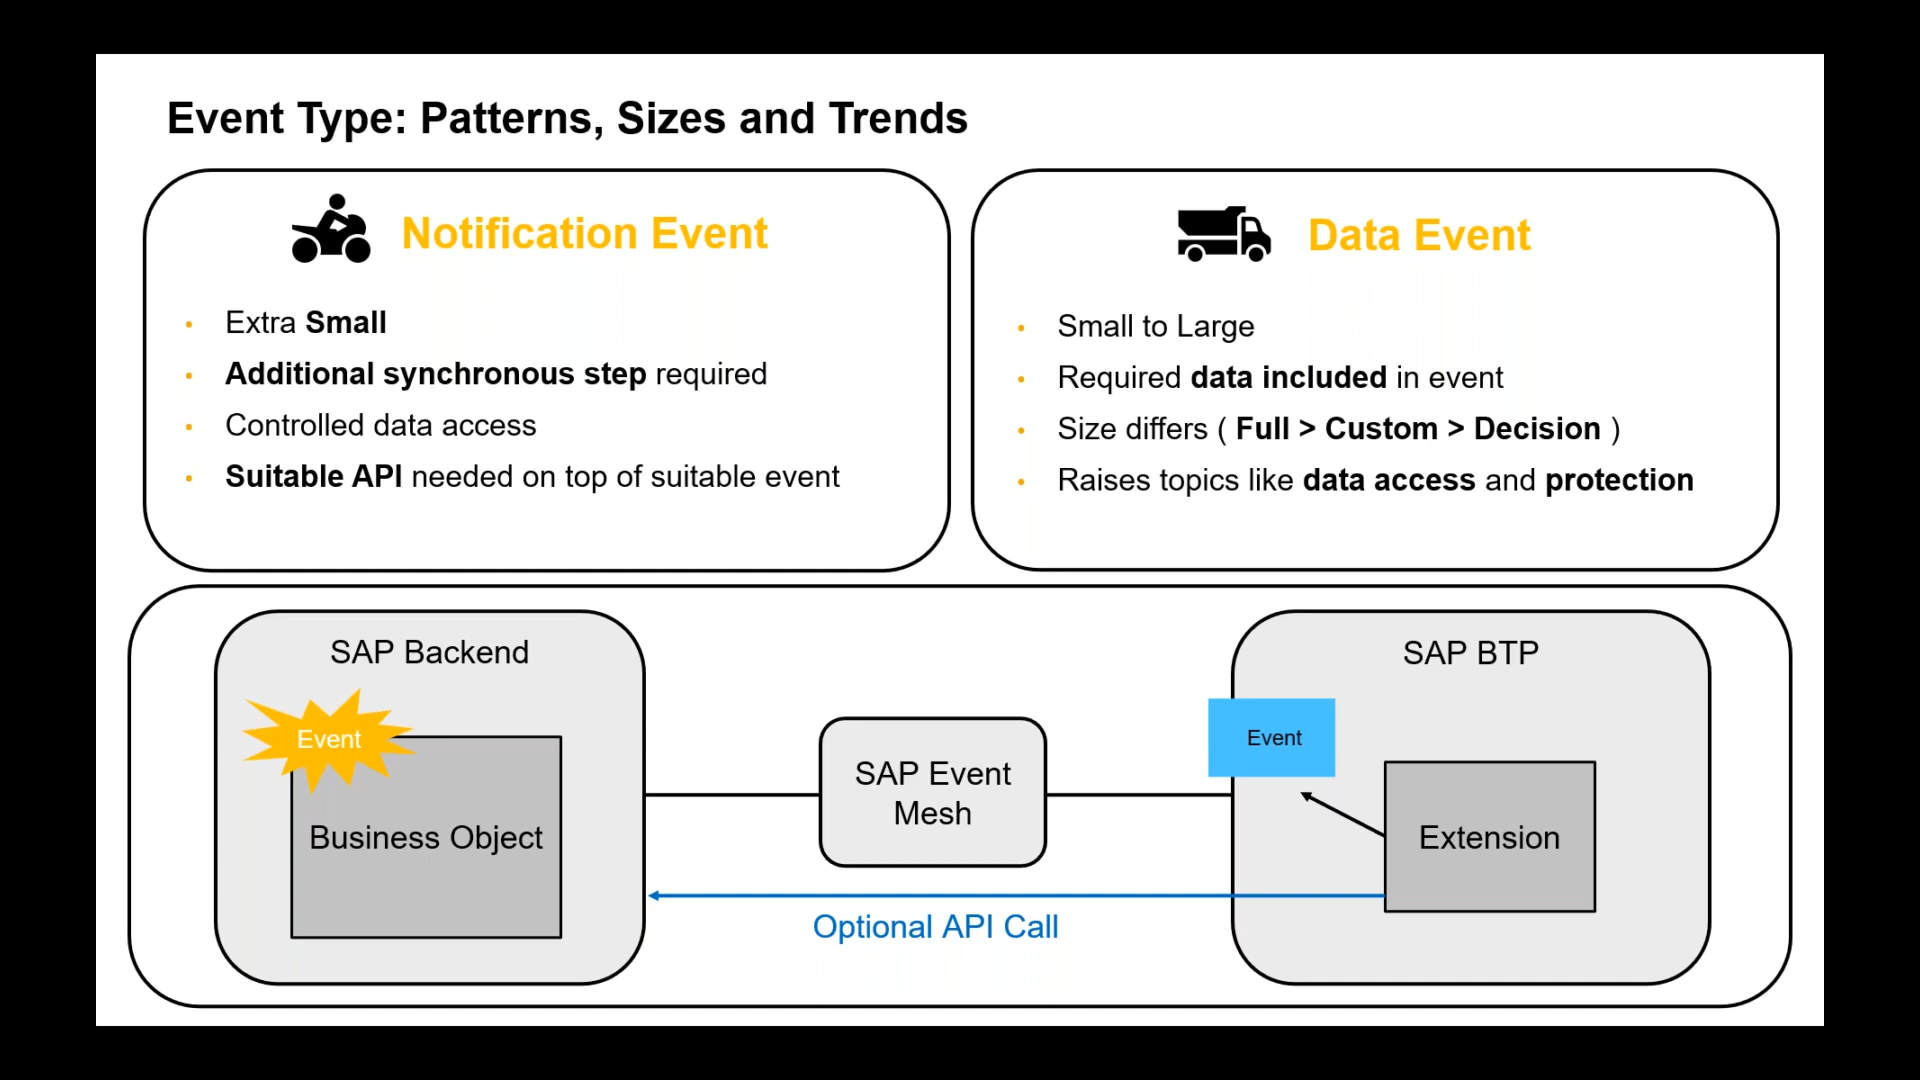 Event Type: Patterns, Sizes and Trends
Notification Event
• Extra Small
• Additional synchronous step required
• Controlled data access
• Suitable API needed on top of suitable event
Data Event
• Small to Large
• Required data included in event
• Size differs ( Full > Custom > Decision )
• Raises topics like data access and protection
SAP Backend
Event
Business Object
SAP Event
Mesh
Optional API Call
SAP BTP
Event
Extension